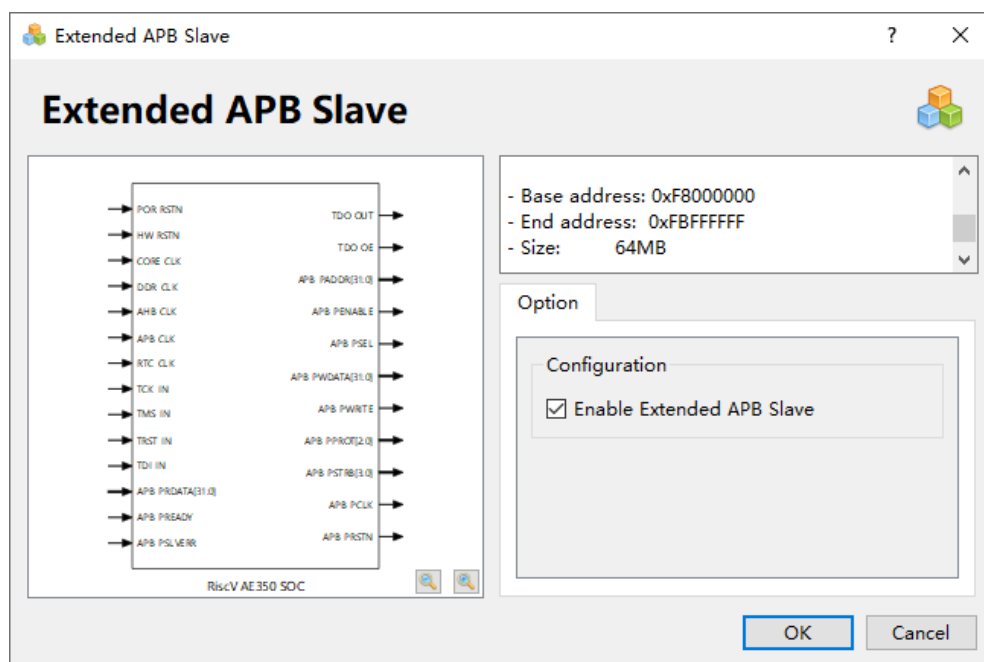 Extended APB Slave
?
Extended APB Slave
POR RSTN
HW RSTN
CORE CLK
DDR CLK
AHB CLK
APB CLK
RTC CLK
TCK IN
TMS IN
TRST IN
TDI IN
APB PRDATA[31:0]
APB PREADY
APB PSLVERR
TDO OUT
TDO OE
APB PADDR[31:0]
APB PENABLE
APB PSEL
APB PWDATA[31:0]
APB PWRITE
APB PPROT[2:0]
APB PSTRB[3:0]
APB PCLK
APB PRSTN
RiscV AE350 SOC
- Base address: 0xF8000000
- End address: 0xFBFFFFFF
- Size: 64MB
Option
Configuration
Enable Extended APB Slave
OK
Cancel